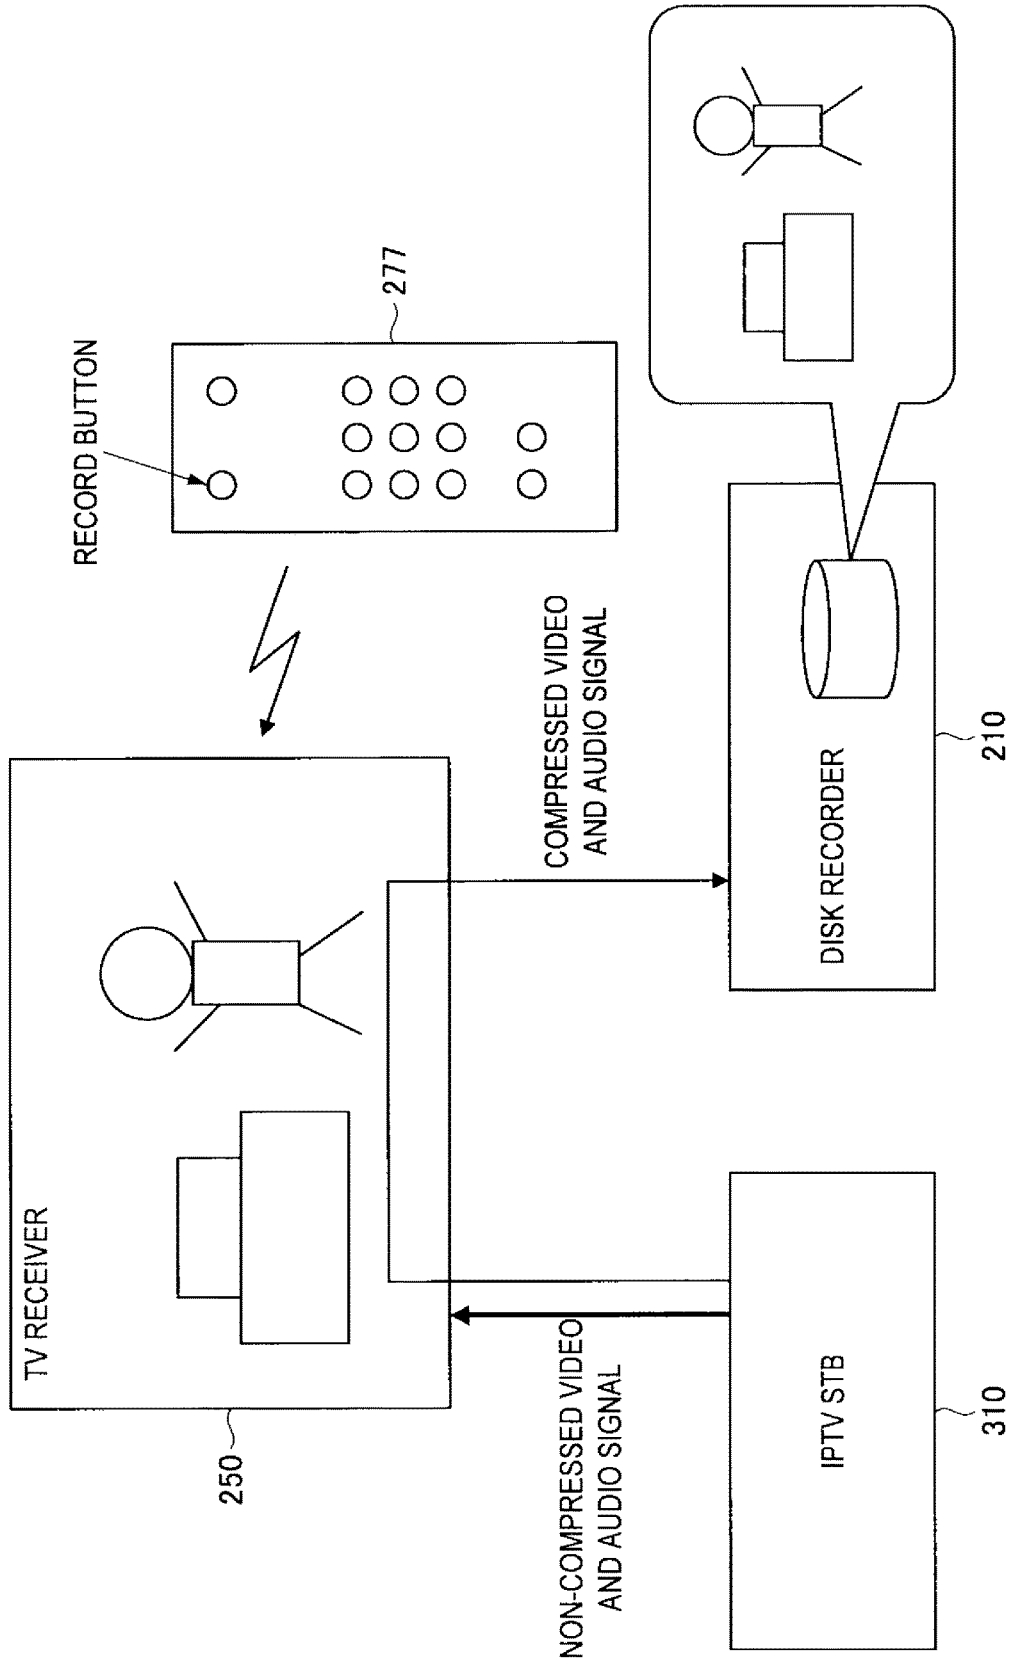 TV RECEIVER
250
RECORD BUTTON
277
NON-COMPRESSED VIDEO
AND AUDIO SIGNAL
COMPRESSED VIDEO
AND AUDIO SIGNAL
IPTV STB
310
DISK RECORDER
210